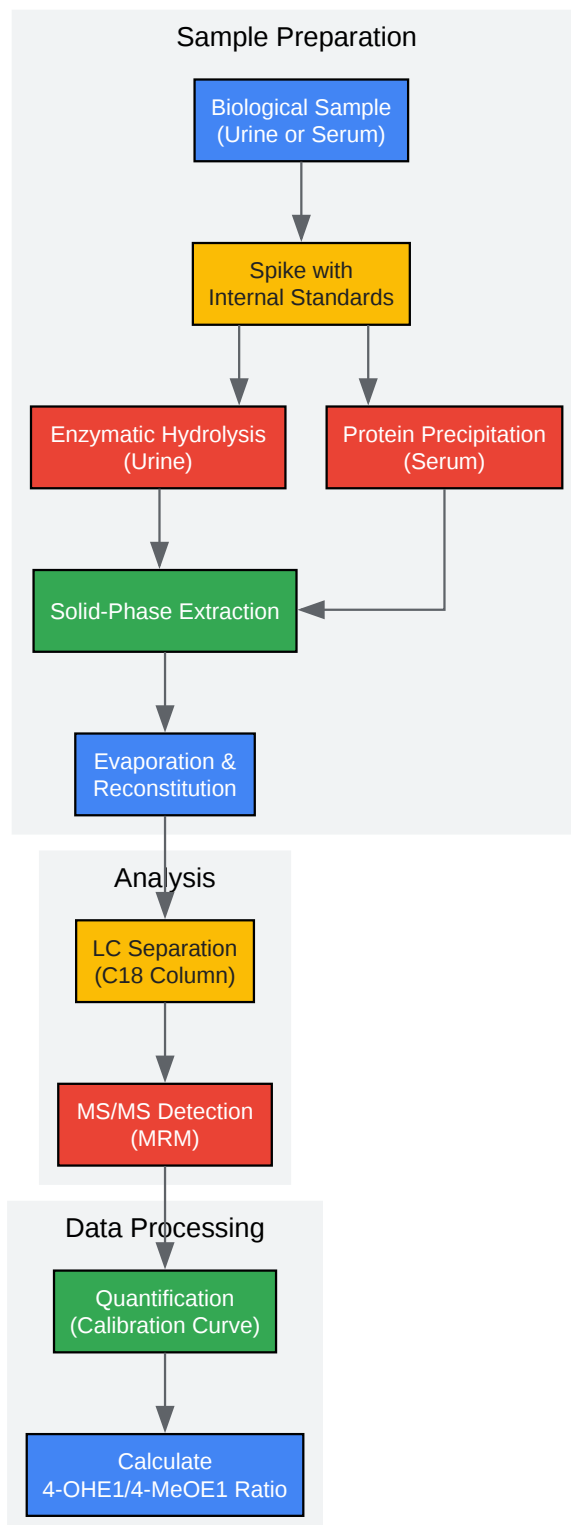 Sample Preparation
Biological Sample
(Urine or Serum)
Spike with
Internal Standards
Enzymatic Hydrolysis
(Urine)
Protein Precipitation
(Serum)
Solid-Phase Extraction
Evaporation &
Reconstitution
Analysis
LC Separation
(C18 Column)
MS/MS Detection
(MRM)
Data Processing
Quantification
(Calibration Curve)
Calculate
4-OHE1/4-MeOE1 Ratio